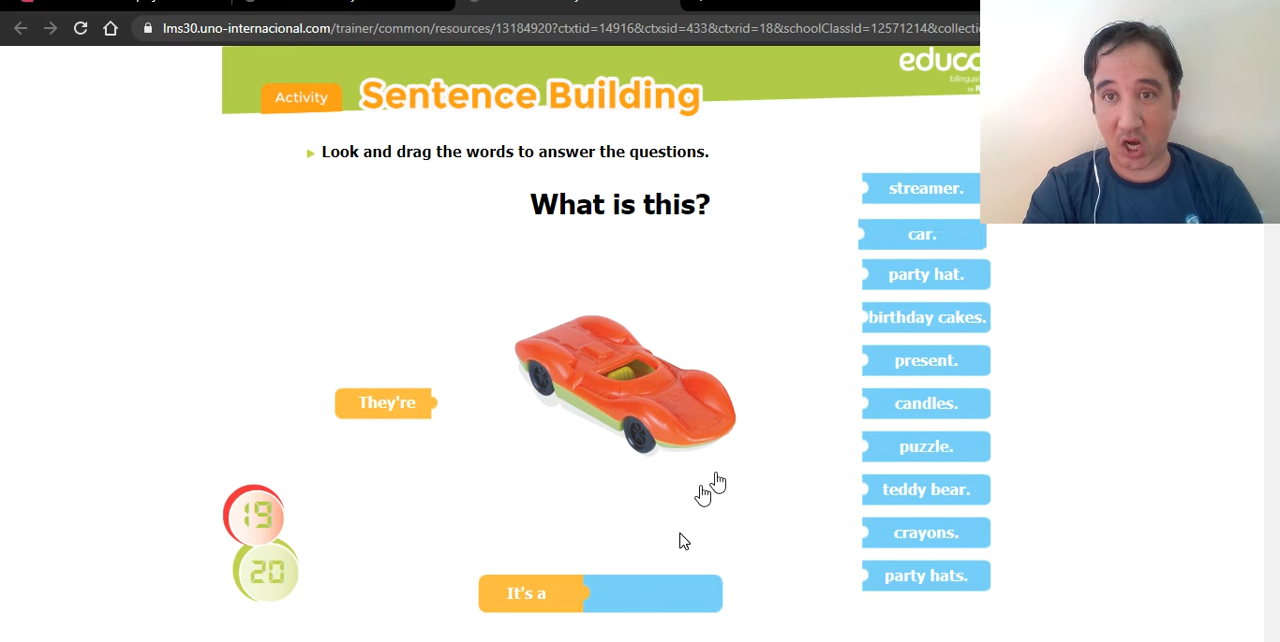 lms30.uno-internacional.com/trainer/common/resources/13184920?ctxtid=14916&ctxsid=433&ctxrid=18&schoolClassId=12571214&collecti
Activity
Sentence Building
What is this?
Look and drag the words to answer the questions.
streamer.
car.
party hat.
birthday cakes.
present.
candles.
puzzle.
teddy bear.
crayons.
party hats.
They're
19
20
It's a